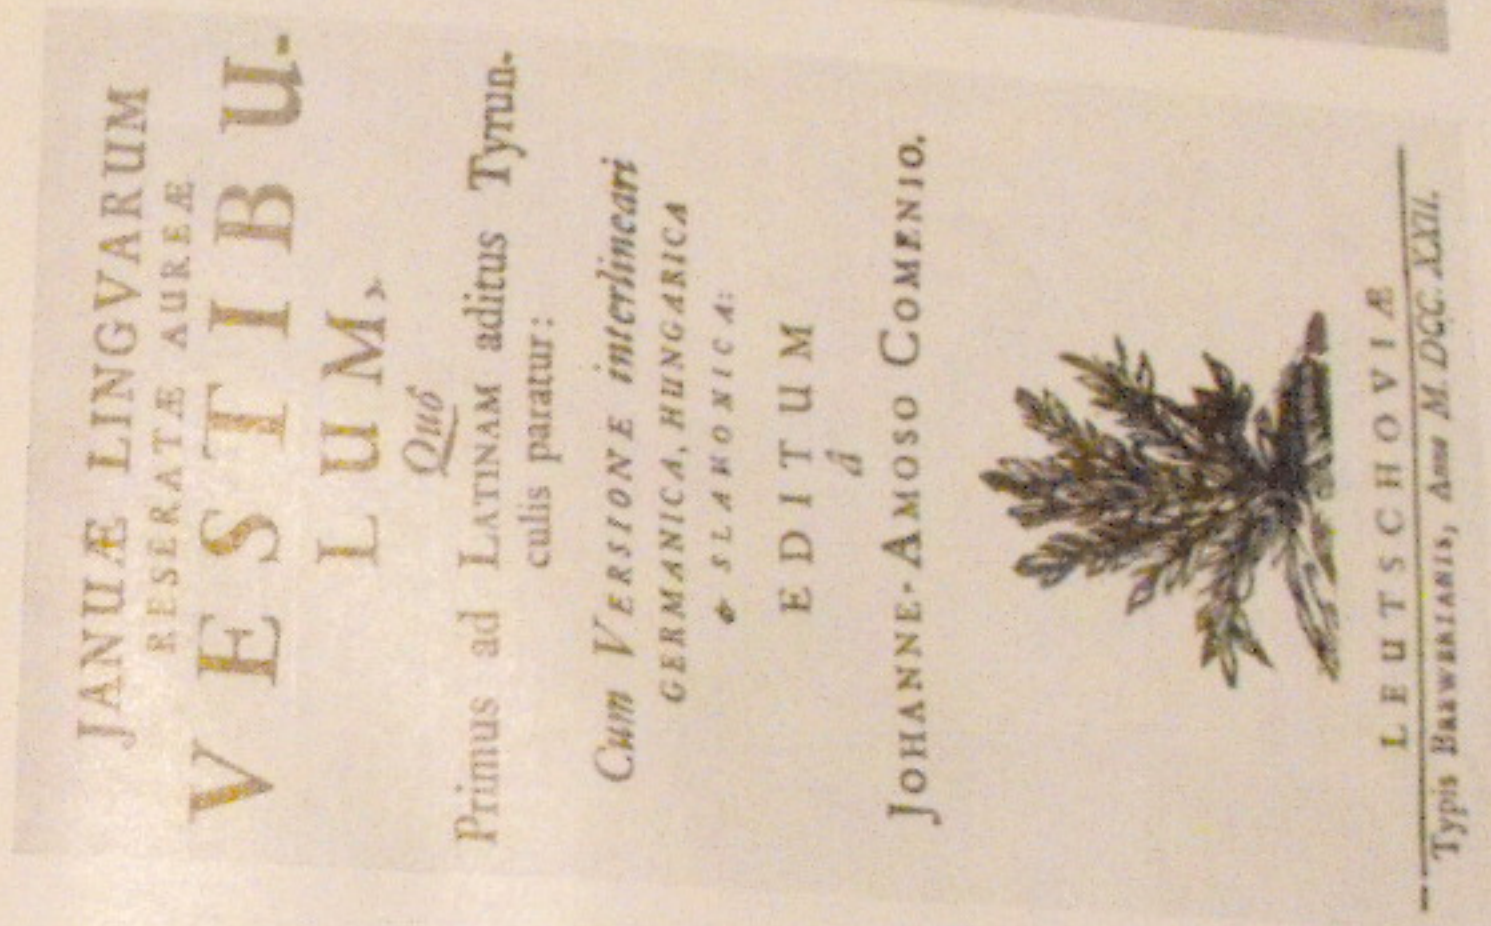 JANUÆ LINGVARUM
RESERATÆ AUREÆ
VESTIBU-
LUM,
Quô
Primus ad LATINAM aditus Tyrun-
culis paratur:
Cum VERSIONE interlineari
GERMANICA, HUNGARICA
& SLAVONICA:
EDITUM
â
JOHANNE-AMOSO COMENIO.
LEUTSCHOVIÆ
Typis BREWERIANIS, Anno M. DCC. XXII.